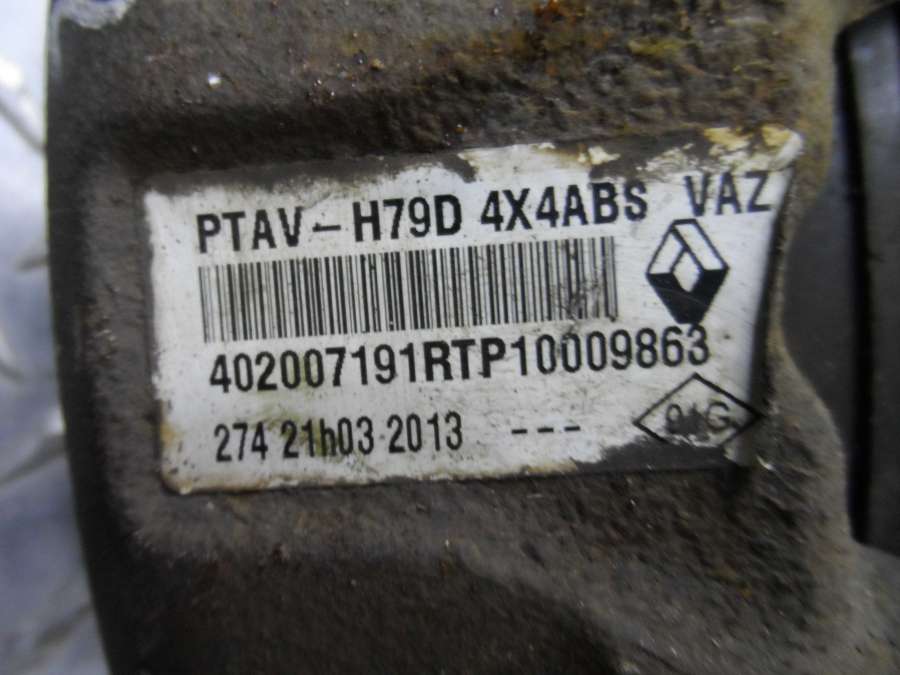 PTAV-H79D 4X4ABS VAZ
402007191RTP10009863
274 21h03 2013 ---